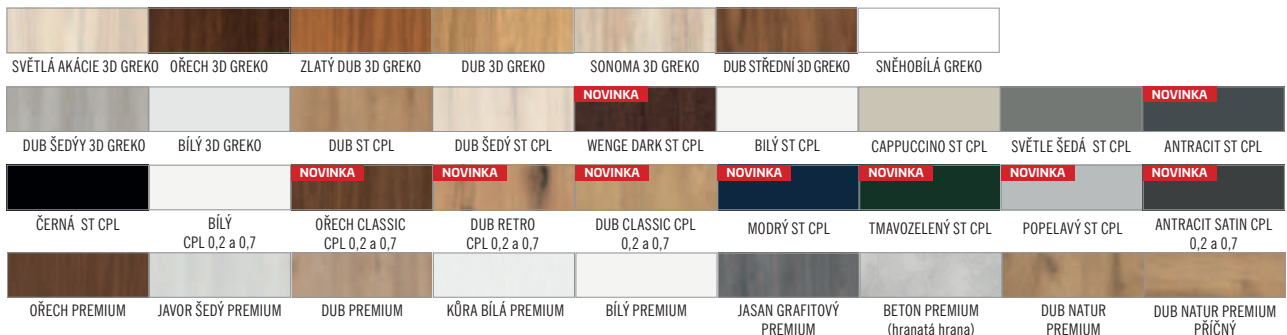 SVĚTLÁ AKÁCIE 3D GREKO OŘECH 3D GREKO ZLATÝ DUB 3D GREKO DUB 3D GREKO SONOMA 3D GREKO DUB STŘEDNÍ 3D GREKO SNĚHOBÍLÁ GREKO
NOVINKA NOVINKA
DUB ŠEDÝY 3D GREKO BÍLÝ 3D GREKO DUB ST CPL DUB ŠEDÝ ST CPL WENGE DARK ST CPL BILÝ ST CPL CAPPUCCINO ST CPL SVĚTLE ŠEDÁ ST CPL ANTRACIT ST CPL
NOVINKA NOVINKA NOVINKA NOVINKA NOVINKA NOVINKA NOVINKA
ČERNÁ ST CPL BÍLÝ OŘECH CLASSIC DUB RETRO DUB CLASSIC CPL MODRÝ ST CPL TMAVOZELENÝ ST CPL POPELAVÝ ST CPL ANTRACIT SATIN CPL
CPL 0,2 a 0,7 CPL 0,2 a 0,7 CPL 0,2 a 0,7 0,2 a 0,7 0,2 a 0,7
OŘECH PREMIUM JAVOR ŠEDÝ PREMIUM DUB PREMIUM KŮRA BÍLÁ PREMIUM BÍLÝ PREMIUM JASAN GRAFITOVÝ BETON PREMIUM DUB NATUR DUB NATUR PREMIUM
PREMIUM (hranatá hrana) PREMIUM PŘÍČNÝ